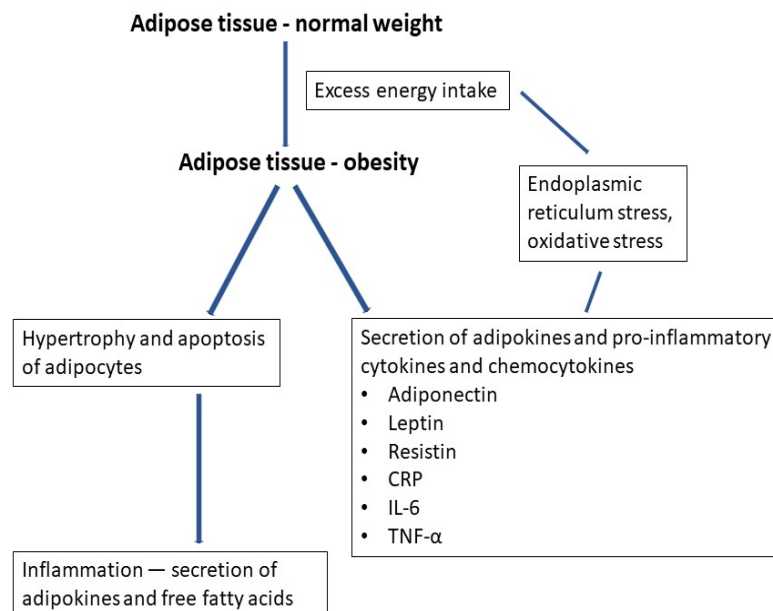 Adipose tissue - normal weight
Excess energy intake
Adipose tissue - obesity
Endoplasmic
reticulum stress,
oxidative stress
Hypertrophy and apoptosis
of adipocytes
Secretion of adipokines and pro-inflammatory
cytokines and chemocytokines
• Adiponectin
• Leptin
• Resistin
• CRP
• IL-6
• TNF-α
Inflammation — secretion of
adipokines and free fatty acids